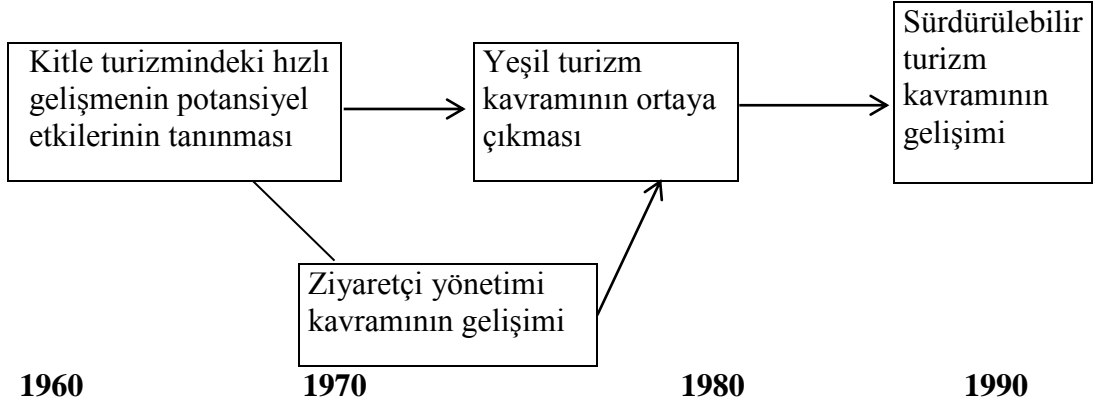 Kitle turizmindeki hızlı
gelişmenin potansiyel
etkilerinin tanınması
Yeşil turizm
kavramının ortaya
çıkması
Sürdürülebilir
turizm
kavramının
gelişimi
Ziyaretçi yönetimi
kavramının gelişimi
1960 1970 1980 1990